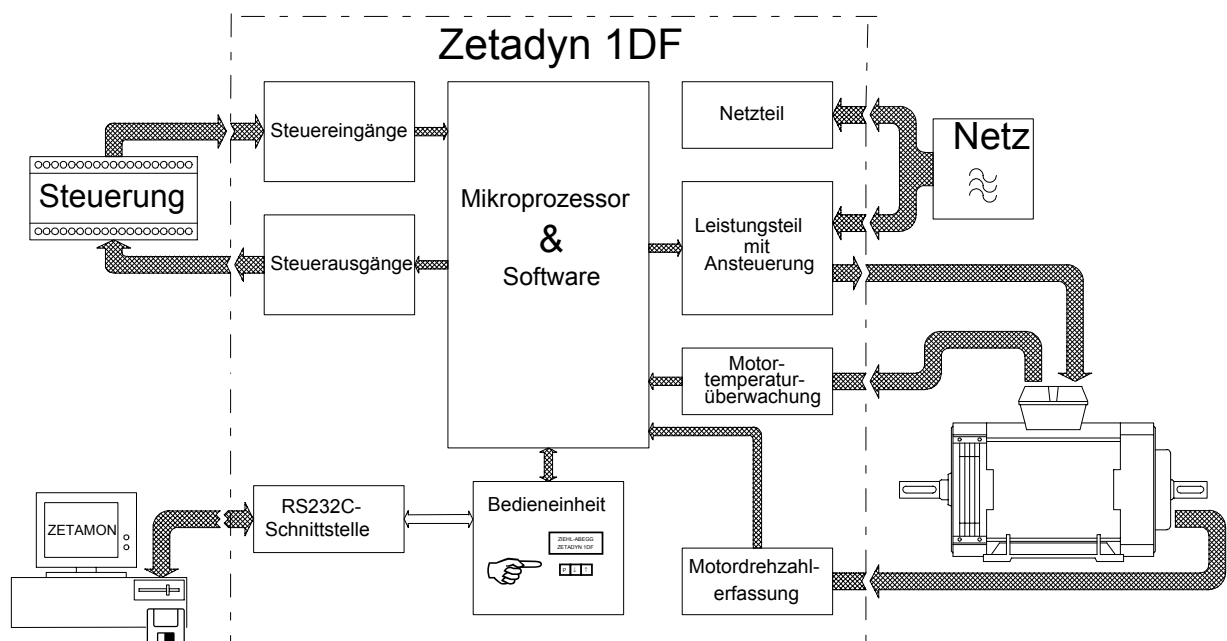 Zetadyn 1DF
Steuereingänge
Netzteil
Netz
Steuerung
Mikroprozessor
&
Software
Steuerausgänge
Leistungsteil
mit
Ansteuerung
Motor-
temperatur-
überwachung
RS232C-
Schnittstelle
Bedieneinheit
ZETAMON
ZIEHL-ABEGG
ZETADYN 1DF
P ↓ ↑
Motordrehzahl-
erfassung